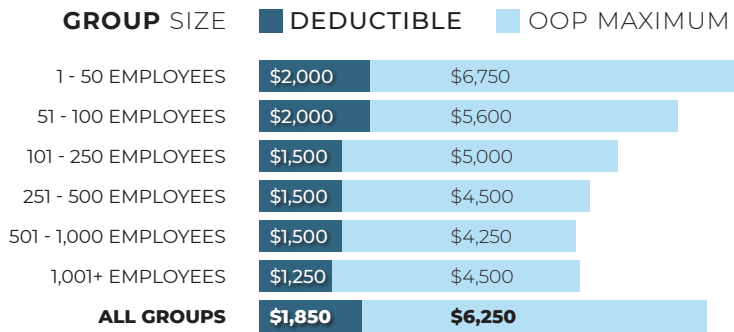 GROUP SIZE DEDUCTIBLE OOP MAXIMUM
1 - 50 EMPLOYEES $2,000 $6,750
51 - 100 EMPLOYEES $2,000 $5,600
101 - 250 EMPLOYEES $1,500 $5,000
251 - 500 EMPLOYEES $1,500 $4,500
501 - 1,000 EMPLOYEES $1,500 $4,250
1,001+ EMPLOYEES $1,250 $4,500
ALL GROUPS $1,850 $6,250